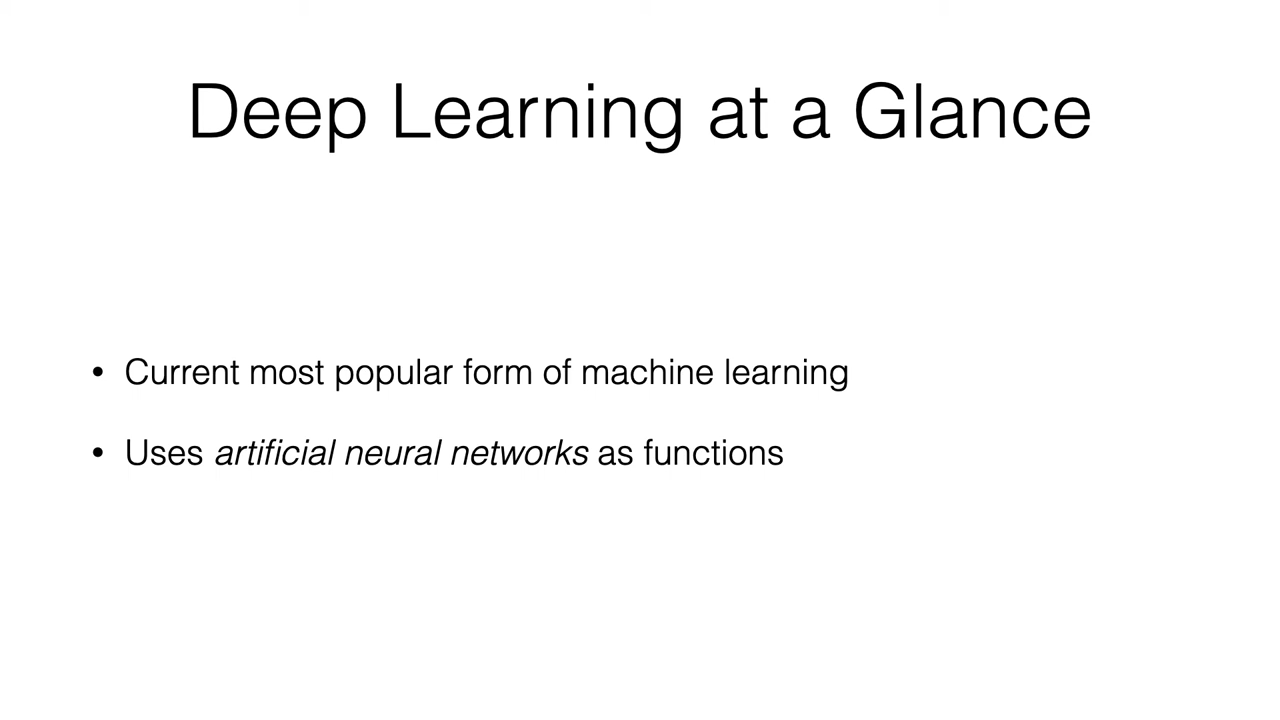 Deep Learning at a Glance
• Current most popular form of machine learning
• Uses artificial neural networks as functions